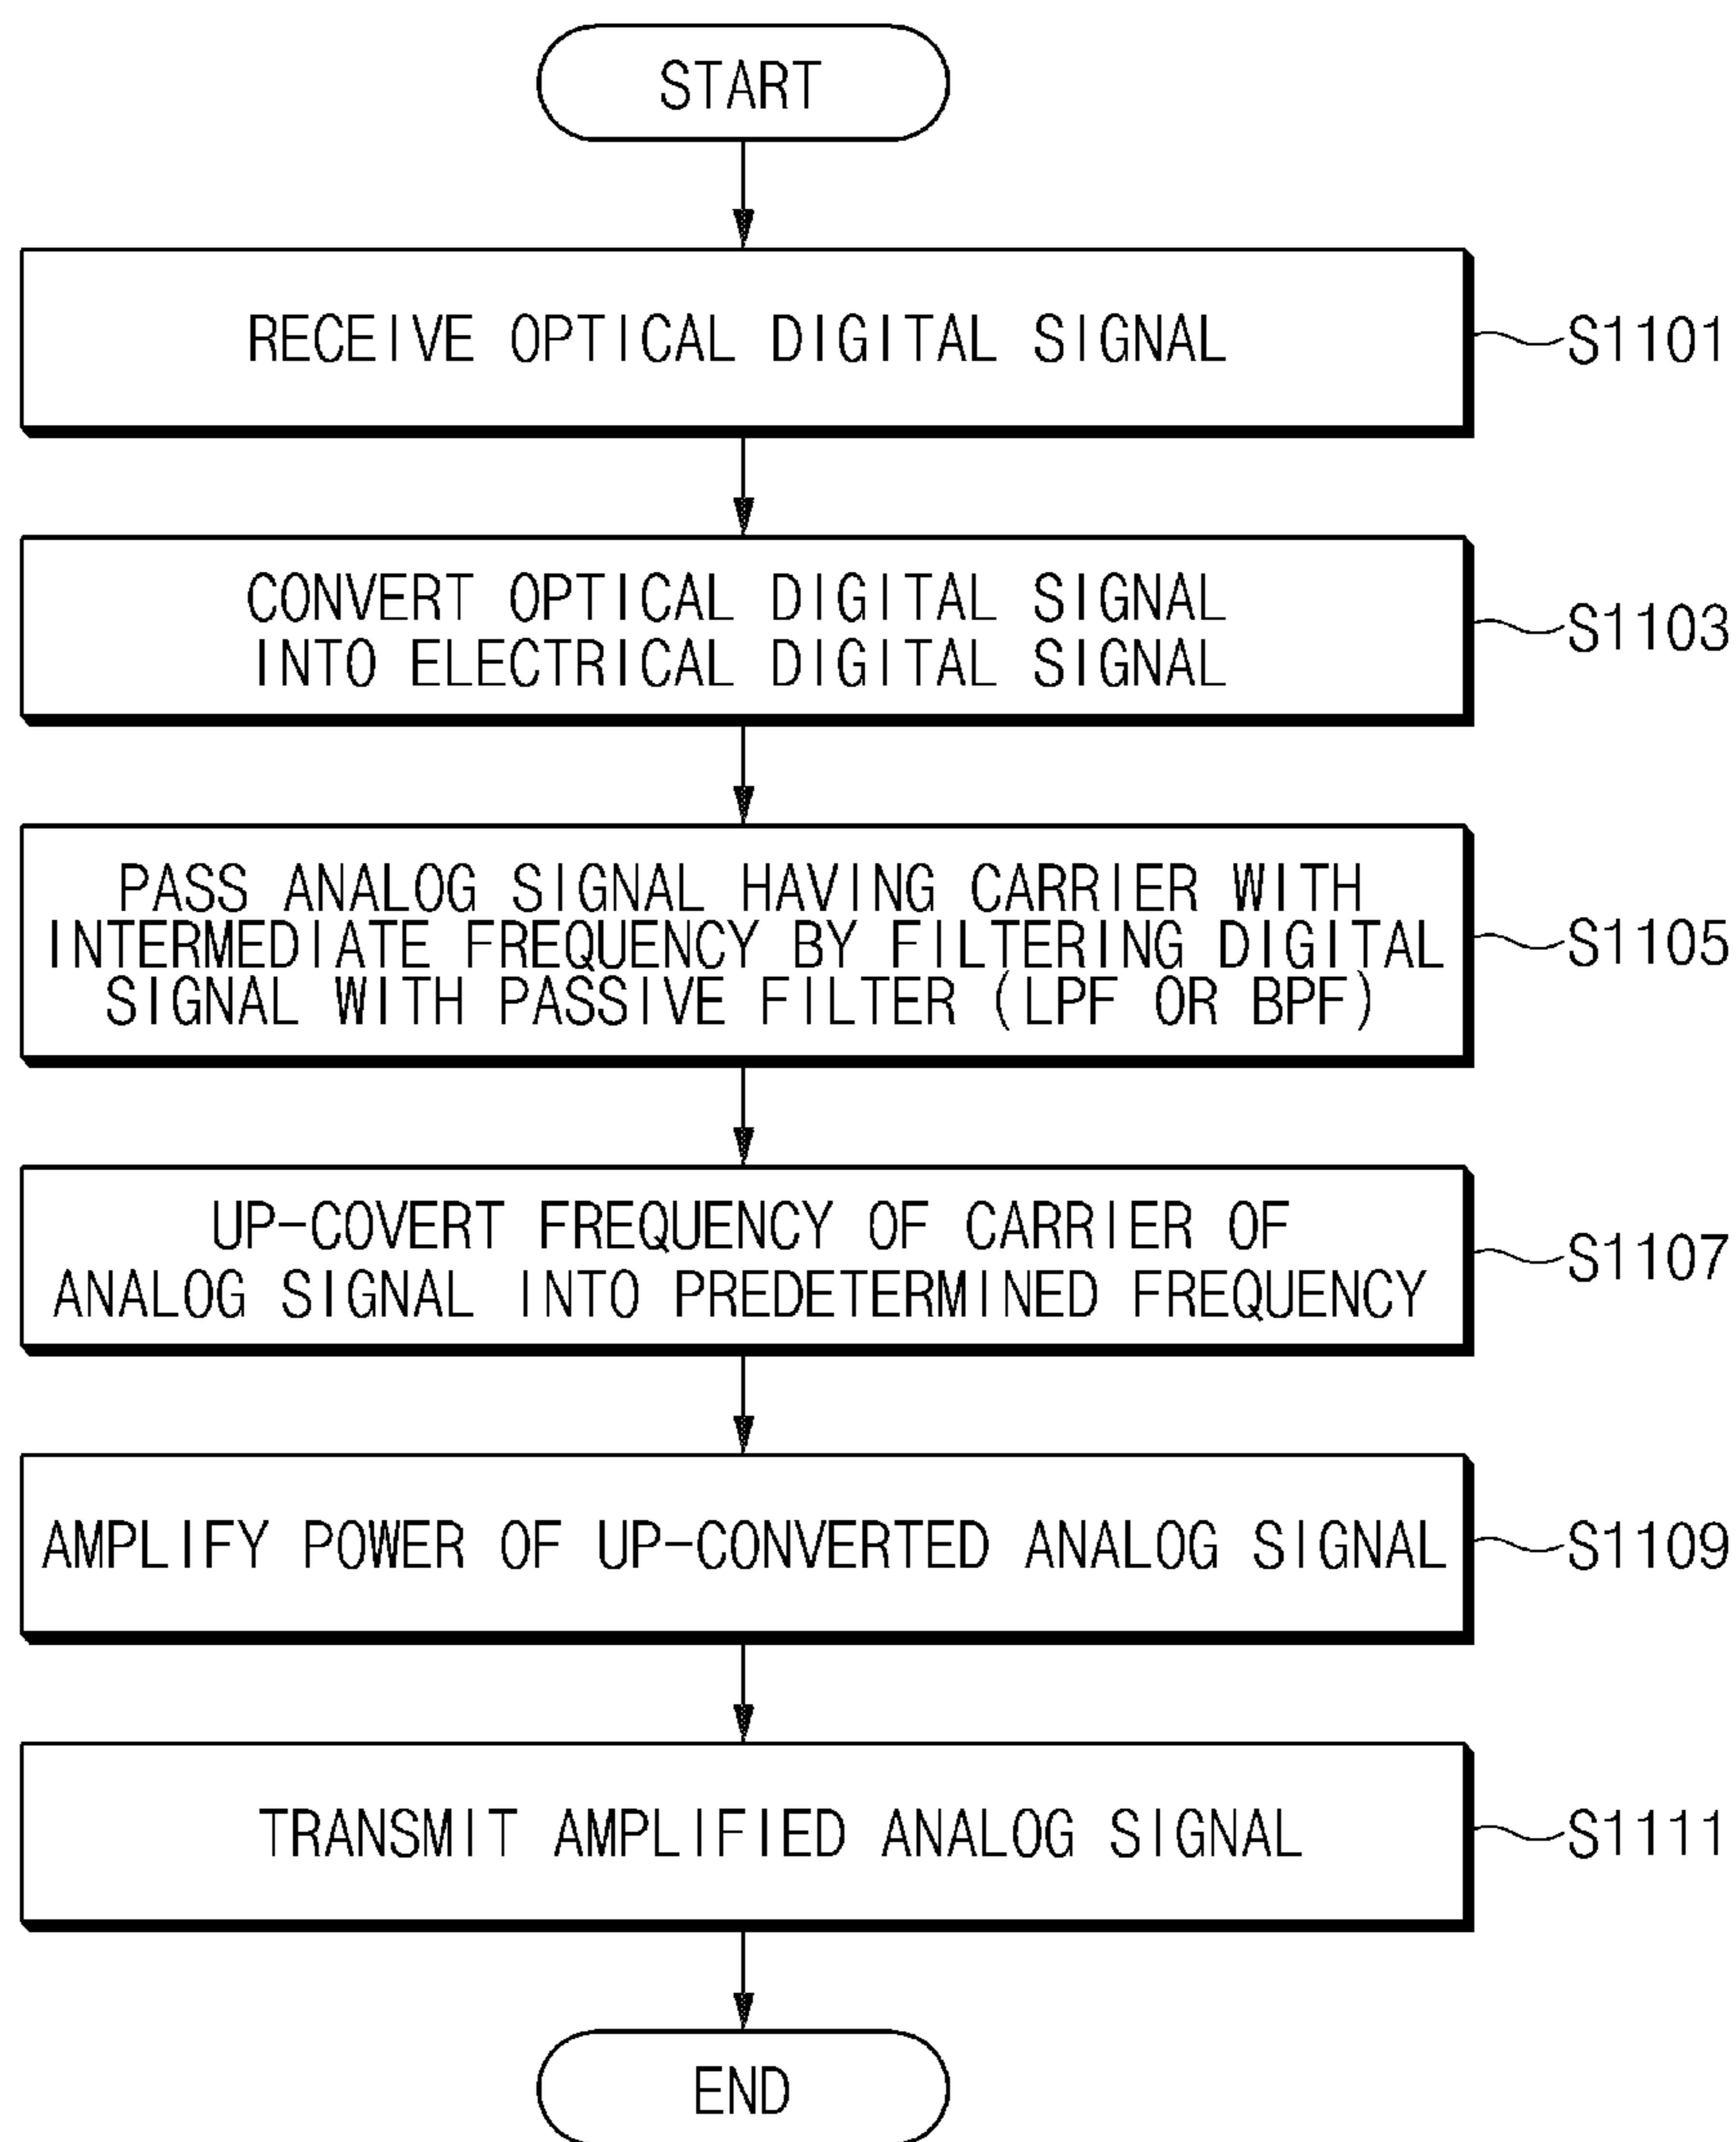 START
RECEIVE OPTICAL DIGITAL SIGNAL
S1101
CONVERT OPTICAL DIGITAL SIGNAL
INTO ELECTRICAL DIGITAL SIGNAL
S1103
PASS ANALOG SIGNAL HAVING CARRIER WITH
INTERMEDIATE FREQUENCY BY FILTERING DIGITAL
SIGNAL WITH PASSIVE FILTER (LPF OR BPF)
S1105
UP-COVERT FREQUENCY OF CARRIER OF
ANALOG SIGNAL INTO PREDETERMINED FREQUENCY
S1107
AMPLIFY POWER OF UP-CONVERTED ANALOG SIGNAL
S1109
TRANSMIT AMPLIFIED ANALOG SIGNAL
S1111
END